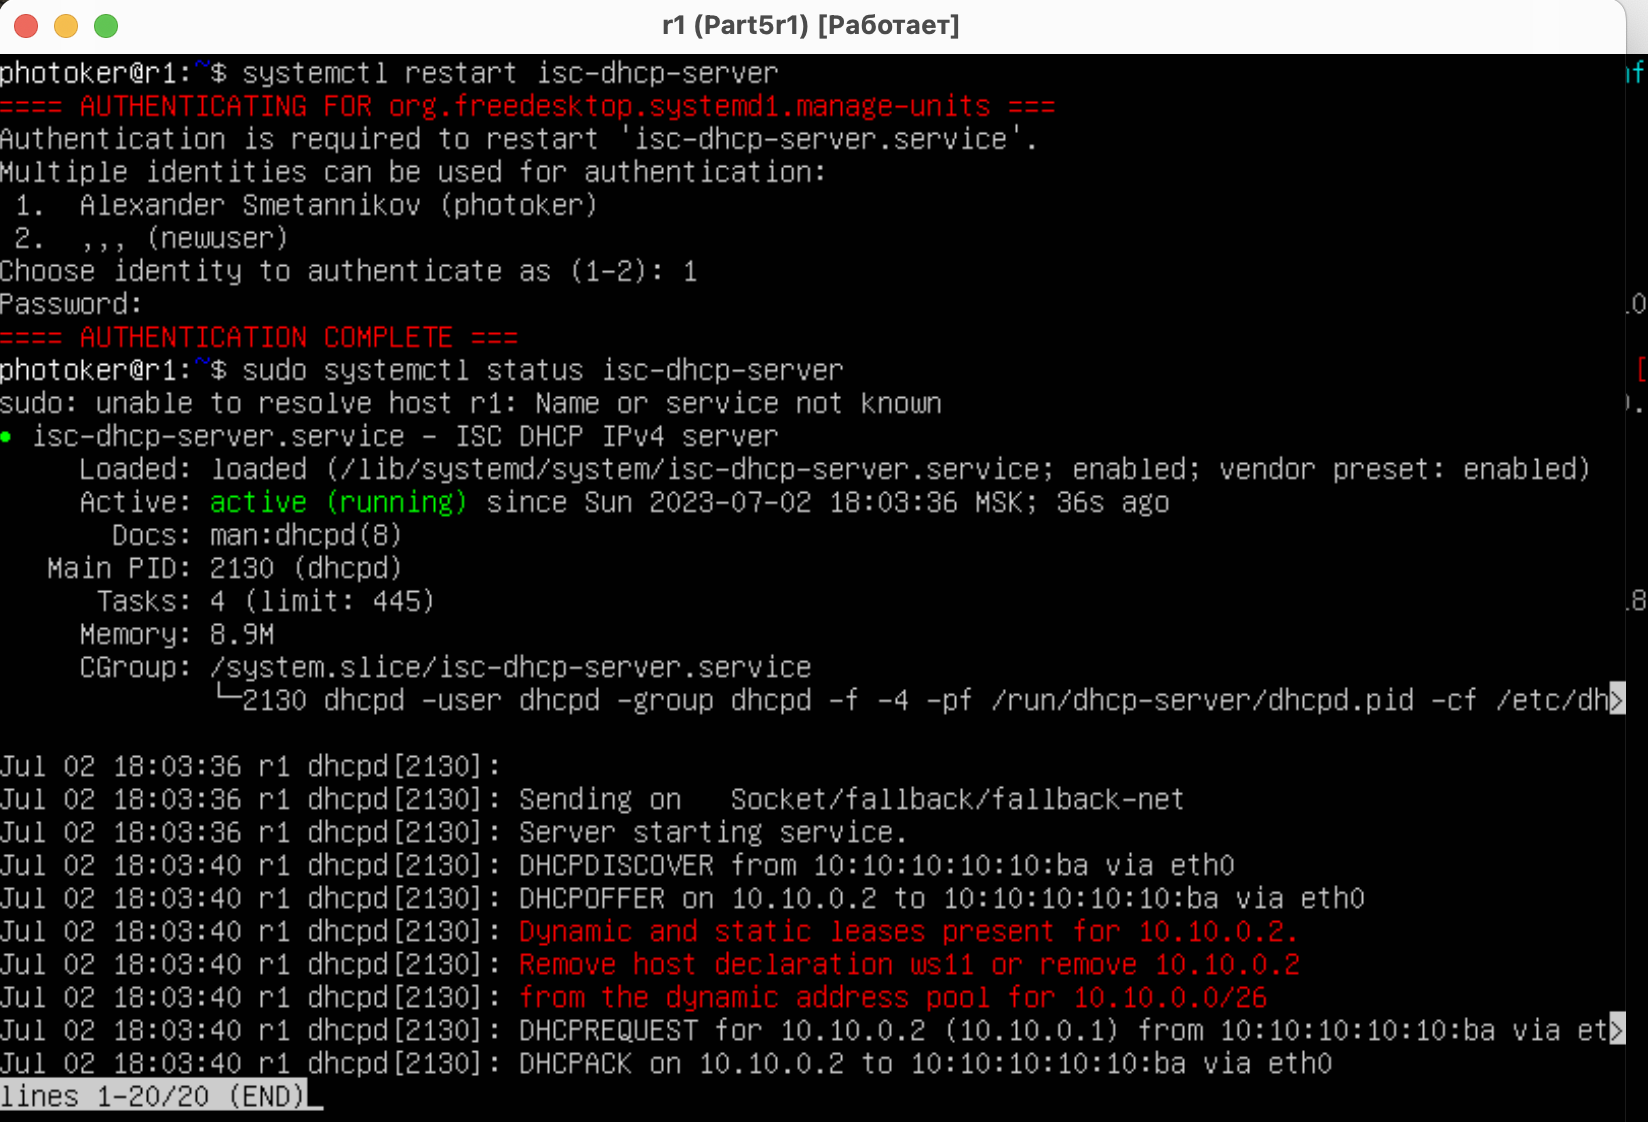 r1 (Part5r1) [Работает]
photoker@r1:~$ systemctl restart isc-dhcp-server
==== AUTHENTICATING FOR org.freedesktop.systemd1.manage-units ===
Authentication is required to restart 'isc-dhcp-server.service'.
Multiple identities can be used for authentication:
 1.  Alexander Smetannikov (photoker)
 2.  ,,, (newuser)
Choose identity to authenticate as (1-2): 1
Password:
==== AUTHENTICATION COMPLETE ===
photoker@r1:~$ sudo systemctl status isc-dhcp-server
sudo: unable to resolve host r1: Name or service not known
● isc-dhcp-server.service - ISC DHCP IPv4 server
     Loaded: loaded (/lib/systemd/system/isc-dhcp-server.service; enabled; vendor preset: enabled)
     Active: active (running) since Sun 2023-07-02 18:03:36 MSK; 36s ago
       Docs: man:dhcpd(8)
   Main PID: 2130 (dhcpd)
      Tasks: 4 (limit: 445)
     Memory: 8.9M
     CGroup: /system.slice/isc-dhcp-server.service
             └─2130 dhcpd -user dhcpd -group dhcpd -f -4 -pf /run/dhcp-server/dhcpd.pid -cf /etc/dh>
Jul 02 18:03:36 r1 dhcpd[2130]:
Jul 02 18:03:36 r1 dhcpd[2130]: Sending on   Socket/fallback/fallback-net
Jul 02 18:03:36 r1 dhcpd[2130]: Server starting service.
Jul 02 18:03:40 r1 dhcpd[2130]: DHCPDISCOVER from 10:10:10:10:10:ba via eth0
Jul 02 18:03:40 r1 dhcpd[2130]: DHCPOFFER on 10.10.0.2 to 10:10:10:10:10:ba via eth0
Jul 02 18:03:40 r1 dhcpd[2130]: Dynamic and static leases present for 10.10.0.2.
Jul 02 18:03:40 r1 dhcpd[2130]: Remove host declaration ws11 or remove 10.10.0.2
Jul 02 18:03:40 r1 dhcpd[2130]: from the dynamic address pool for 10.10.0.0/26
Jul 02 18:03:40 r1 dhcpd[2130]: DHCPREQUEST for 10.10.0.2 (10.10.0.1) from 10:10:10:10:10:ba via et>
Jul 02 18:03:40 r1 dhcpd[2130]: DHCPACK on 10.10.0.2 to 10:10:10:10:10:ba via eth0
lines 1-20/20 (END)